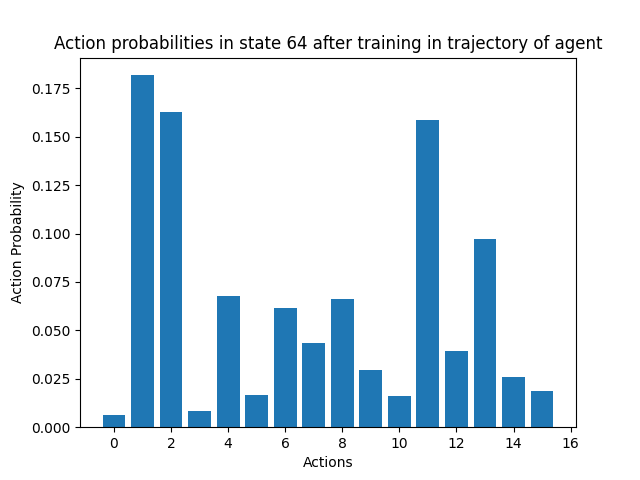 Action probabilities in state 64 after training in trajectory of agent
0.175
0.150
0.125
0.100
0.075
0.050
0.025
0.000
Action Probability
0 2 4 6 8 10 12 14 16
Actions